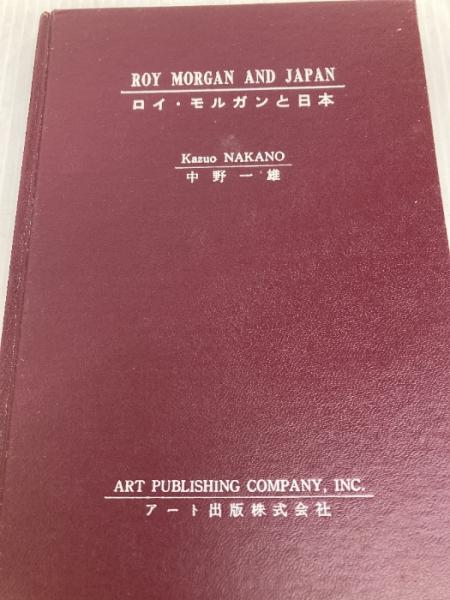 ROY MORGAN AND JAPAN
ロイ・モルガンと日本
Kazuo NAKANO
中野一雄
ART PUBLISHING COMPANY, INC.
アート出版株式会社